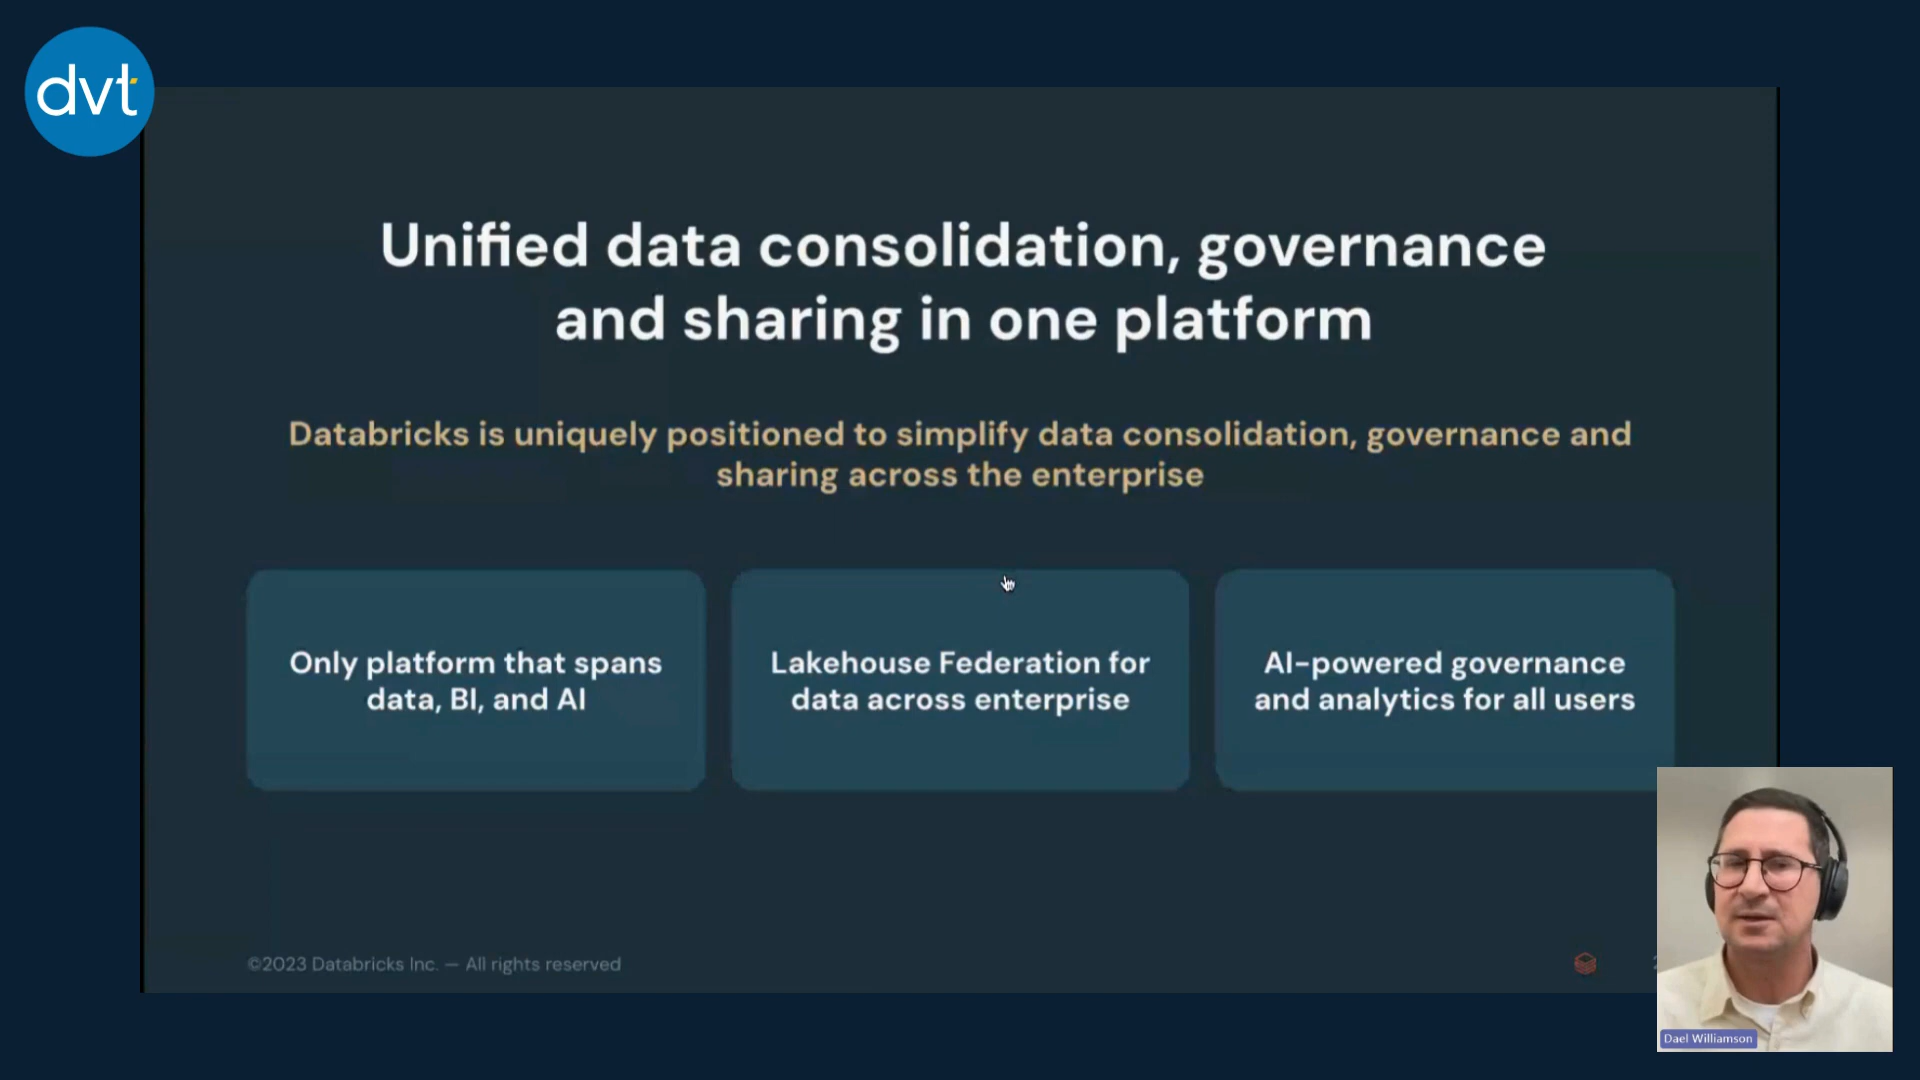 dvt
Unified data consolidation, governance
and sharing in one platform
Databricks is uniquely positioned to simplify data consolidation, governance and
sharing across the enterprise
Only platform that spans
data, BI, and AI
Lakehouse Federation for
data across enterprise
AI-powered governance
and analytics for all users
©2023 Databricks Inc. — All rights reserved
Dael Williamson